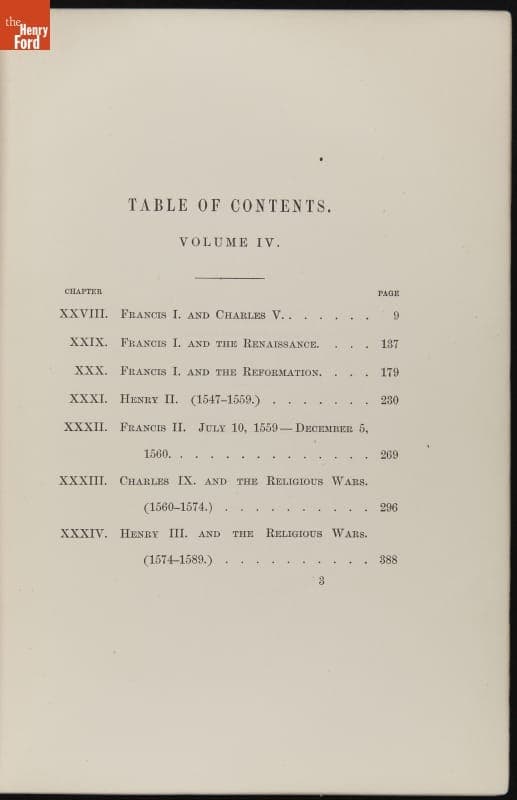 the
Henry
Ford
TABLE OF CONTENTS.
VOLUME IV.
CHAPTER PAGE
XXVIII. FRANCIS I. AND CHARLES V. . . . . . . 9
XXIX. FRANCIS I. AND THE RENAISSANCE. . . . 137
XXX. FRANCIS I. AND THE REFORMATION. . . . 179
XXXI. HENRY II. (1547–1559.) . . . . . . . 230
XXXII. FRANCIS II. JULY 10, 1559 — DECEMBER 5,
1560. . . . . . . . . . . . . . 269
XXXIII. CHARLES IX. AND THE RELIGIOUS WARS.
(1560–1574.) . . . . . . . . . . 296
XXXIV. HENRY III. AND THE RELIGIOUS WARS.
(1574–1589.) . . . . . . . . . . 388
3